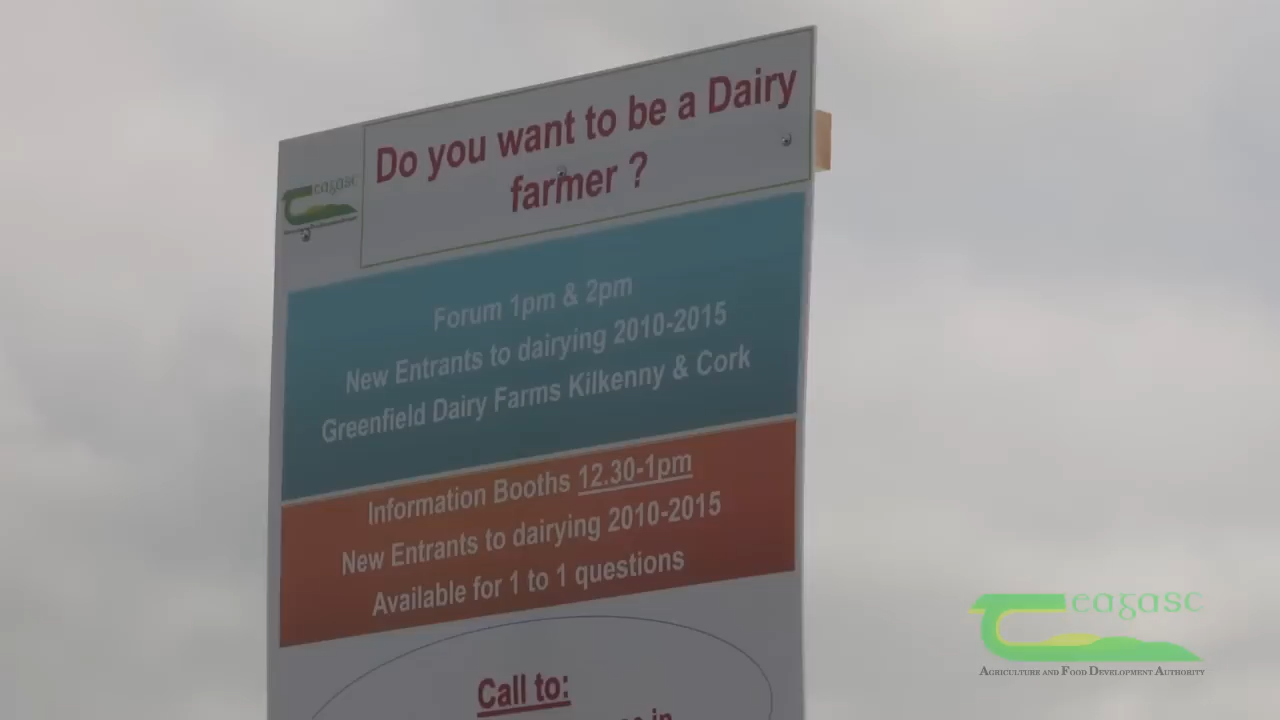 Do you want to be a Dairy
farmer ?
Teagasc
Forum 1pm & 2pm
New Entrants to dairying 2010-2015
Greenfield Dairy Farms Kilkenny & Cork
Information Booths 12.30-1pm
New Entrants to dairying 2010-2015
Available for 1 to 1 questions
Call to:
in
Teagasc
AGRICULTURE AND FOOD DEVELOPMENT AUTHORITY